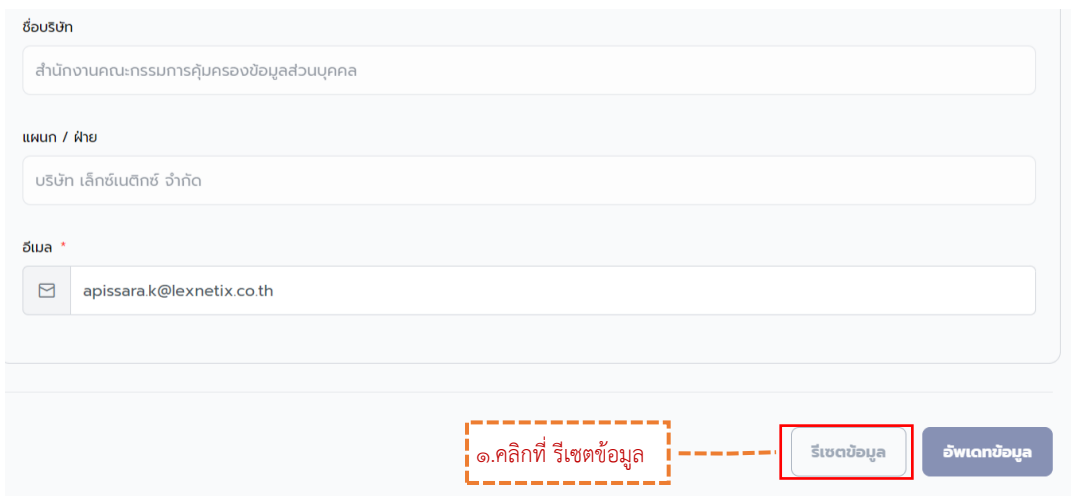 ชื่อบริษัท
สำนักงานคณะกรรมการคุ้มครองข้อมูลส่วนบุคคล
แผนก / ฝ่าย
บริษัท เล็กซ์เนติกซ์ จำกัด
อีเมล *
apissara.k@lexnetix.co.th
๑.คลิกที่ รีเซตข้อมูล
รีเซตข้อมูล
อัพเดทข้อมูล